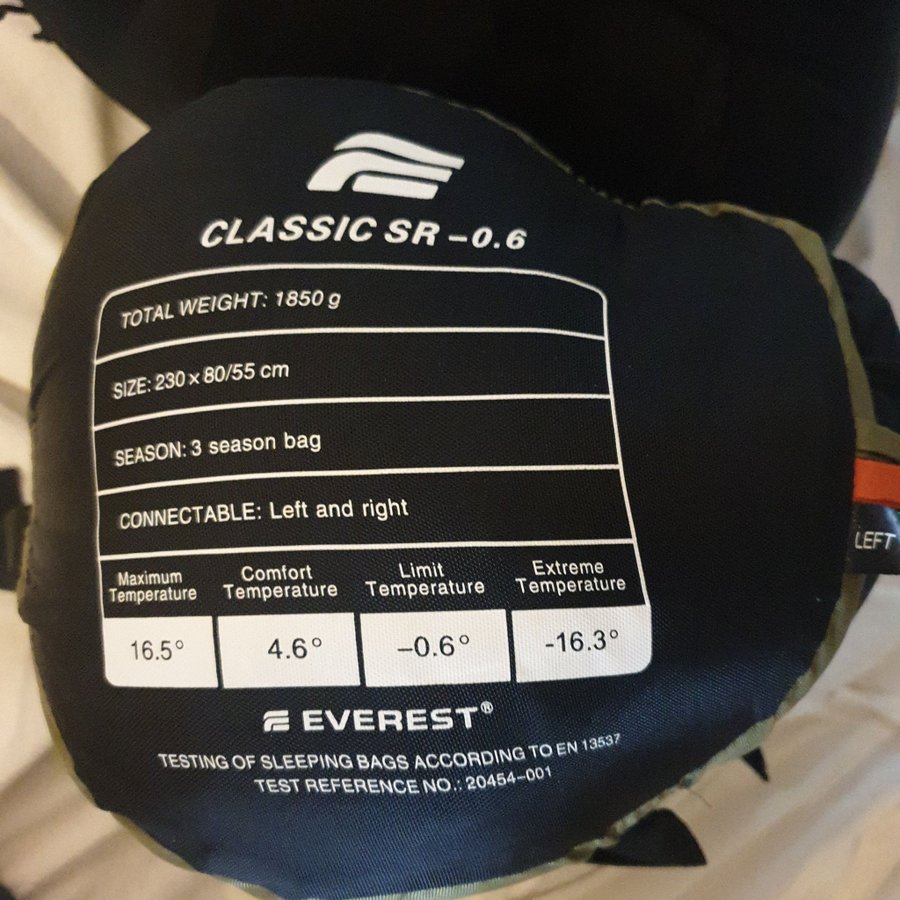 CLASSIC SR –0.6
TOTAL WEIGHT: 1850 g
SIZE: 230 x 80/55 cm
SEASON: 3 season bag
CONNECTABLE: Left and right
Maximum Temperature
Comfort Temperature
Limit Temperature
Extreme Temperature
16.5° 4.6° –0.6° -16.3°
EVEREST®
TESTING OF SLEEPING BAGS ACCORDING TO EN 13537
TEST REFERENCE NO.: 20454–001
LEFT